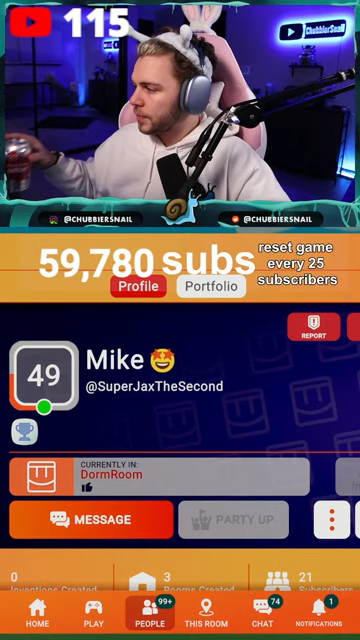 115
ChubbierSnail
@CHUBBIERSNAIL
@CHUBBIERSNAIL
59,780 subs
reset game
every 25
subscribers
Profile
Portfolio
REPORT
49
Mike
@SuperJaxTheSecond
CURRENTLY IN:
DormRoom
MESSAGE
PARTY UP
0
3
21
Inventions Created
Rooms Created
Subscribers
99+
74
1
HOME
PLAY
PEOPLE
THIS ROOM
CHAT
NOTIFICATIONS